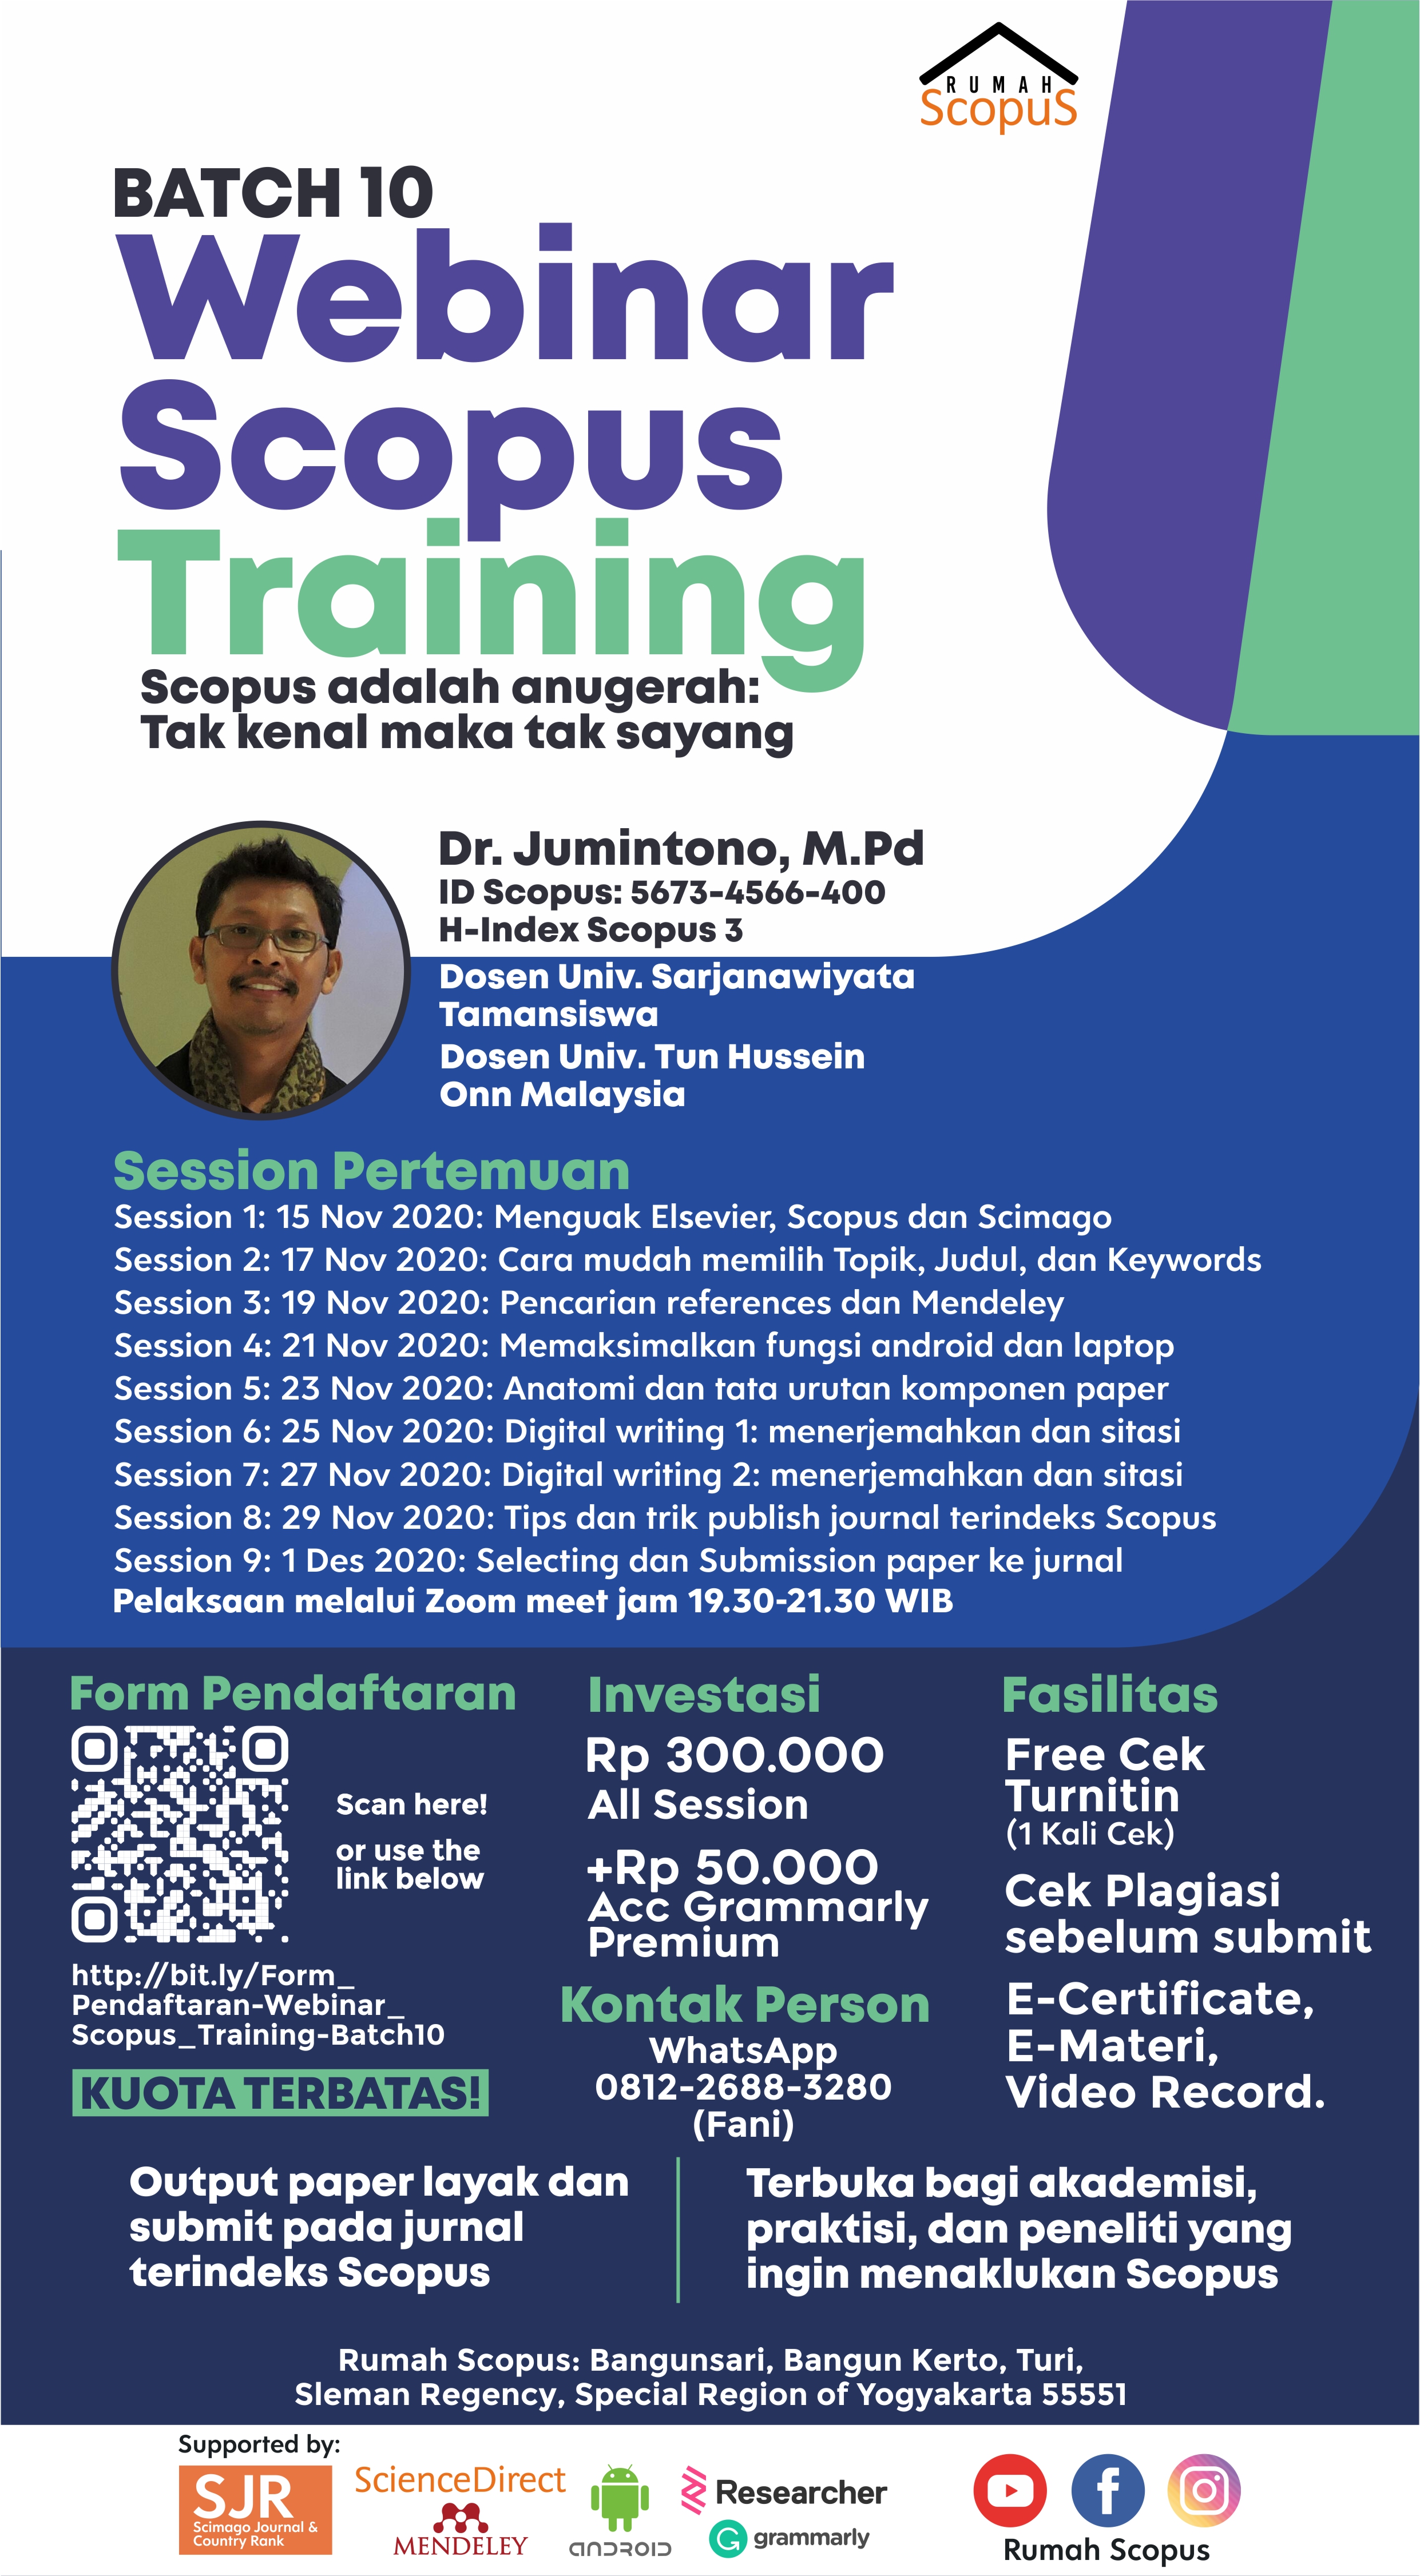 RUMAH
ScopuS
BATCH 10
Webinar
Scopus
Training
Scopus adalah anugerah:
Tak kenal maka tak sayang
Dr. Jumintono, M.Pd
ID Scopus: 5673-4566-400
H-Index Scopus 3
Dosen Univ. Sarjanawiyata
Tamansiswa
Dosen Univ. Tun Hussein
Onn Malaysia
Session Pertemuan
Session 1: 15 Nov 2020: Menguak Elsevier, Scopus dan Scimago
Session 2: 17 Nov 2020: Cara mudah memilih Topik, Judul, dan Keywords
Session 3: 19 Nov 2020: Pencarian references dan Mendeley
Session 4: 21 Nov 2020: Memaksimalkan fungsi android dan laptop
Session 5: 23 Nov 2020: Anatomi dan tata urutan komponen paper
Session 6: 25 Nov 2020: Digital writing 1: menerjemahkan dan sitasi
Session 7: 27 Nov 2020: Digital writing 2: menerjemahkan dan sitasi
Session 8: 29 Nov 2020: Tips dan trik publish journal terindeks Scopus
Session 9: 1 Des 2020: Selecting dan Submission paper ke jurnal
Pelaksaan melalui Zoom meet jam 19.30-21.30 WIB
Form Pendaftaran
Scan here!
or use the
link below
http://bit.ly/Form_
Pendaftaran-Webinar_
Scopus_Training-Batch10
KUOTA TERBATAS!
Investasi
Rp 300.000
All Session
+Rp 50.000
Acc Grammarly
Premium
Kontak Person
WhatsApp
0812-2688-3280
(Fani)
Fasilitas
Free Cek
Turnitin
(1 Kali Cek)
Cek Plagiasi
sebelum submit
E-Certificate,
E-Materi,
Video Record.
Output paper layak dan
submit pada jurnal
terindeks Scopus
Terbuka bagi akademisi,
praktisi, dan peneliti yang
ingin menaklukan Scopus
Rumah Scopus: Bangunsari, Bangun Kerto, Turi,
Sleman Regency, Special Region of Yogyakarta 55551
Supported by:
SJR
Scimago Journal &
Country Rank
ScienceDirect
MENDELEY
ANDROID
Researcher
grammarly
Rumah Scopus